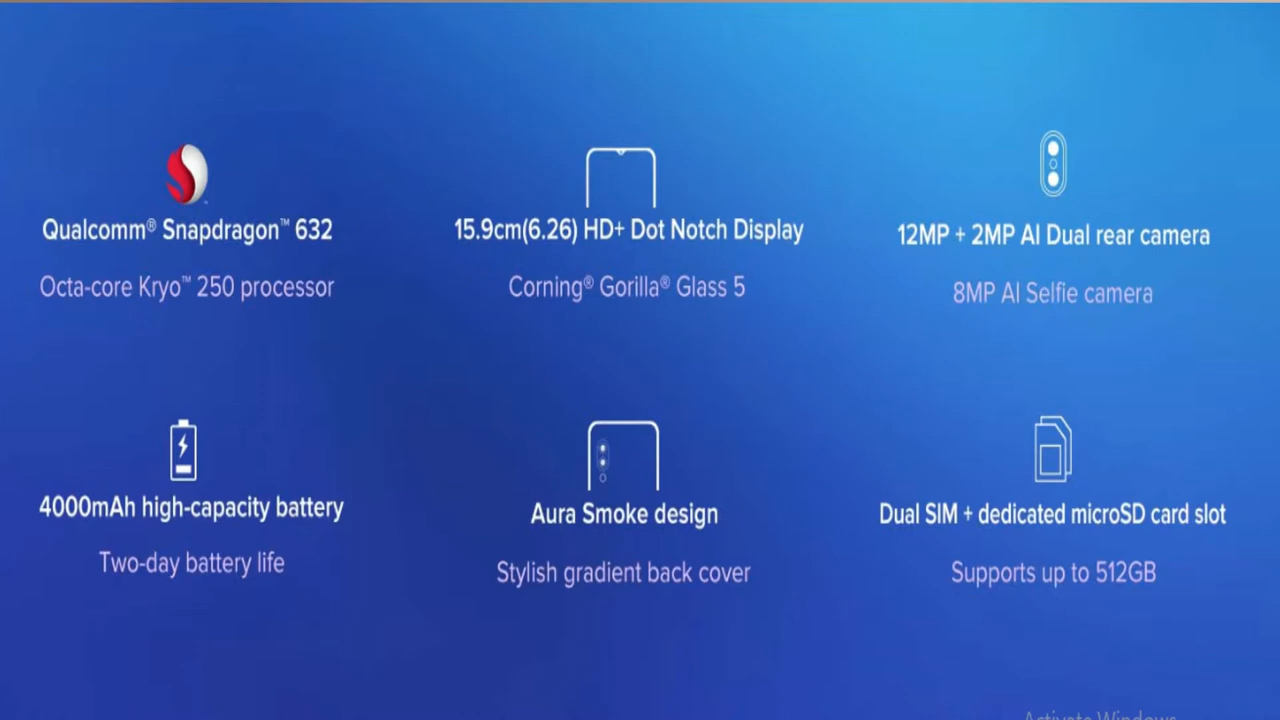 Qualcomm® Snapdragon™ 632
Octa-core Kryo™ 250 processor
15.9cm(6.26) HD+ Dot Notch Display
Corning® Gorilla® Glass 5
12MP + 2MP AI Dual rear camera
8MP AI Selfie camera
4000mAh high-capacity battery
Two-day battery life
Aura Smoke design
Stylish gradient back cover
Dual SIM + dedicated microSD card slot
Supports up to 512GB
Activate Windows